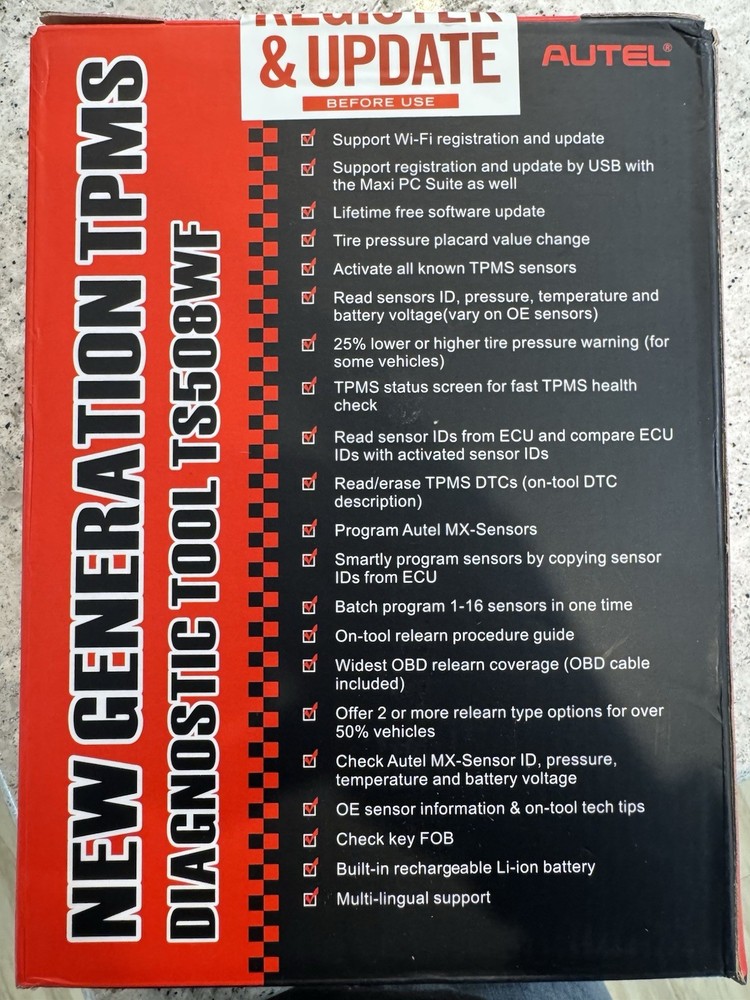 REGISTER
& UPDATE
BEFORE USE
AUTEL®
NEW GENERATION TPMS
DIAGNOSTIC TOOL TS508WF
Support Wi-Fi registration and update
Support registration and update by USB with
the Maxi PC Suite as well
Lifetime free software update
Tire pressure placard value change
Activate all known TPMS sensors
Read sensors ID, pressure, temperature and
battery voltage(vary on OE sensors)
25% lower or higher tire pressure warning (for
some vehicles)
TPMS status screen for fast TPMS health
check
Read sensor IDs from ECU and compare ECU
IDs with activated sensor IDs
Read/erase TPMS DTCs (on-tool DTC
description)
Program Autel MX-Sensors
Smartly program sensors by copying sensor
IDs from ECU
Batch program 1-16 sensors in one time
On-tool relearn procedure guide
Widest OBD relearn coverage (OBD cable
included)
Offer 2 or more relearn type options for over
50% vehicles
Check Autel MX-Sensor ID, pressure,
temperature and battery voltage
OE sensor information & on-tool tech tips
Check key FOB
Built-in rechargeable Li-ion battery
Multi-lingual support